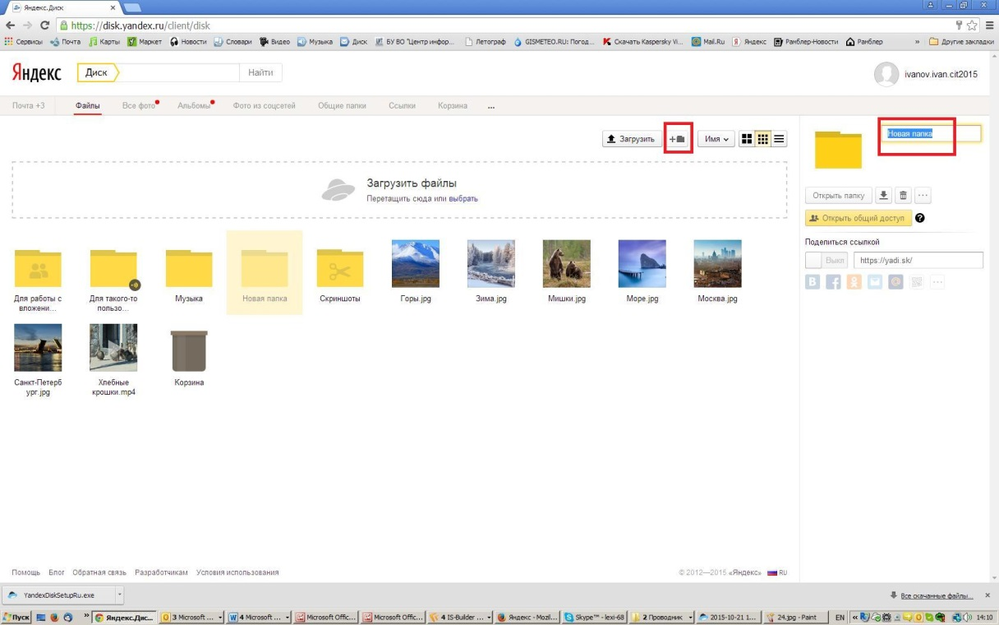 Яндекс.Диск
https://disk.yandex.ru/client/disk
Сервисы Почта Карты Маркет Новости Словари Видео Музыка Диск БУ ВО "Центр инфор... Летограф GISMETEO.RU: Погод... Скачать Kaspersky Vi... Mail.Ru Яндекс Рамблер-Новости Рамблер » Другие закладки
Яндекс Диск Найти ivanov.ivan.cit2015
Почта +3 Файлы Все фото Альбомы Фото из соцсетей Общие папки Ссылки Корзина ...
Загрузить + Имя
Новая папка
Загрузить файлы
Перетащить сюда или выбрать
Открыть папку ...
Открыть общий доступ ?
Поделиться ссылкой
Выкл https://yadi.sk/
Для работы с вложени...
Для такого-то пользо...
Музыка
Новая папка
Скриншоты
Горы.jpg
Зима.jpg
Мишки.jpg
Море.jpg
Москва.jpg
Санкт-Петерб
ург.jpg
Хлебные
крошки.mp4
Корзина
Помощь Блог Обратная связь Разработчикам Условия использования © 2012—2015 «Яндекс» RU
YandexDiskSetupRu.exe Все скачанные файлы...
Пуск » Яндекс.Дис... 3 Microsoft ... 4 Microsoft ... Microsoft Offic... Microsoft Offic... 4 IS-Builder ... Яндекс - Mozil... Skype™ - lexi-68 2 Проводник 2015-10-21 1... 24.jpg - Paint EN « 14:10